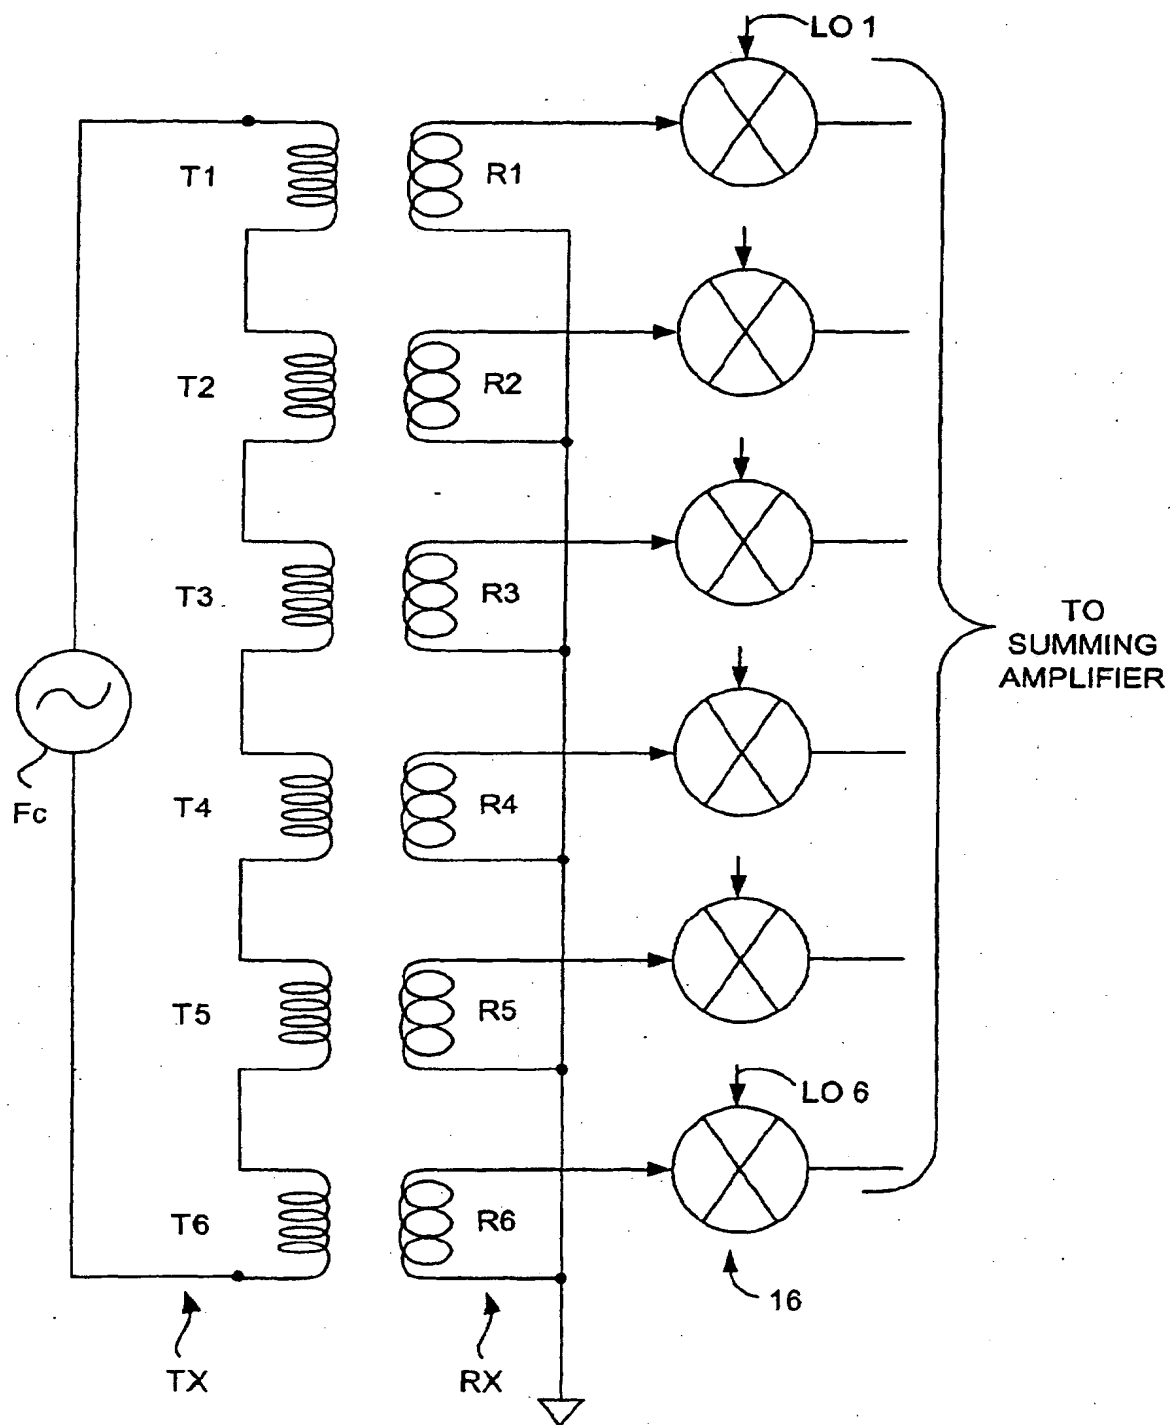 LO 1
T1
R1
T2
R2
T3
R3
TO
SUMMING
AMPLIFIER
Fc
T4
R4
T5
R5
LO 6
T6
R6
16
TX
RX